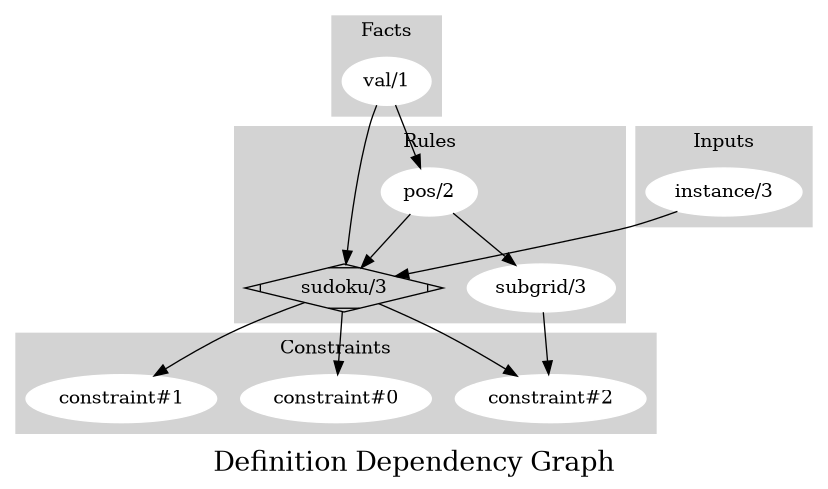 Facts
val/1
Rules
Inputs
pos/2
instance/3
sudoku/3
subgrid/3
Constraints
constraint#1
constraint#0
constraint#2
Definition Dependency Graph